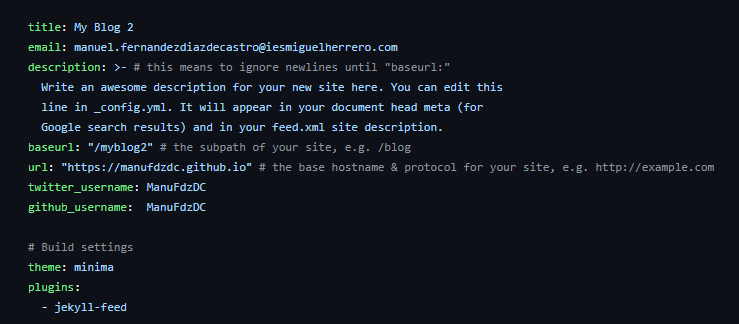 title: My Blog 2
email: manuel.fernandezdiazdecastro@iesmiguelherrero.com
description: >- # this means to ignore newlines until "baseurl:"
  Write an awesome description for your new site here. You can edit this
  line in _config.yml. It will appear in your document head meta (for
  Google search results) and in your feed.xml site description.
baseurl: "/myblog2" # the subpath of your site, e.g. /blog
url: "https://manufdzdc.github.io" # the base hostname & protocol for your site, e.g. http://example.com
twitter_username: ManuFdzDC
github_username:  ManuFdzDC

# Build settings
theme: minima
plugins:
  - jekyll-feed